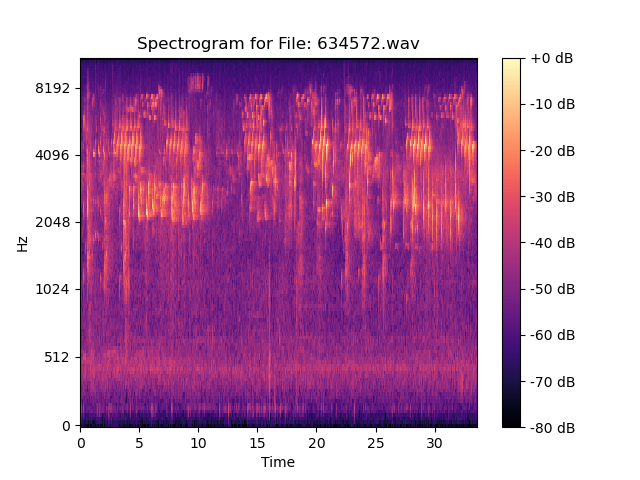 Spectrogram for File: 634572.wav
8192
4096
2048
1024
512
0
Hz
0 5 10 15 20 25 30
Time
+0 dB
-10 dB
-20 dB
-30 dB
-40 dB
-50 dB
-60 dB
-70 dB
-80 dB